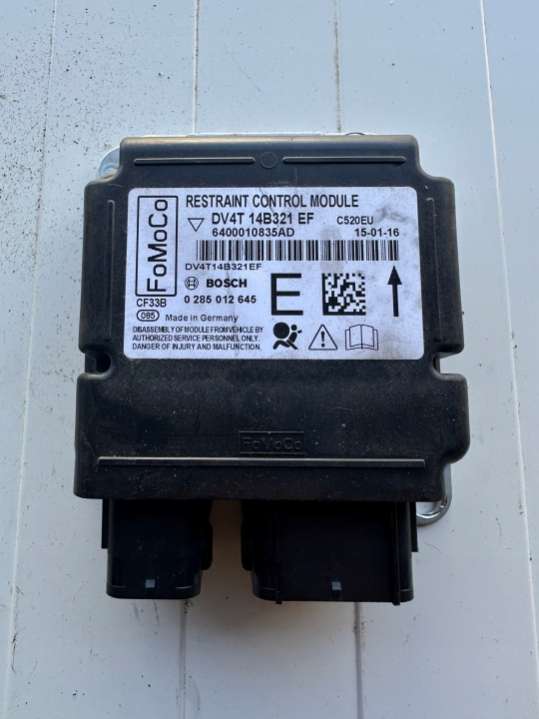 FoMoCo
RESTRAINT CONTROL MODULE
DV4T 14B321 EF C520EU
6400010835AD 15-01-16
DV4T14B321EF
BOSCH
0 285 012 645
E
CF33B
085 Made in Germany
DISASSEMBLY OF MODULE FROM VEHICLE BY
AUTHORIZED SERVICE PERSONNEL ONLY.
DANGER OF INJURY AND MALFUNCTION.
FoMoCo